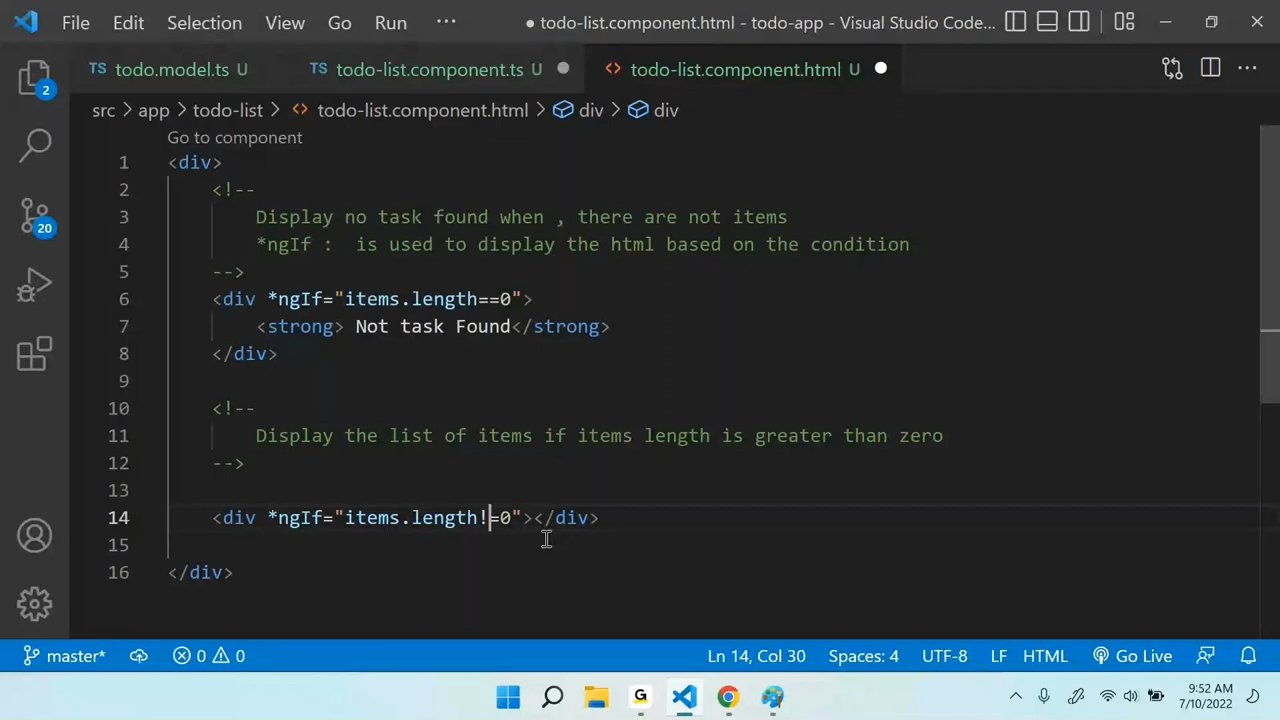 File Edit Selection View Go Run ··· ● todo-list.component.html - todo-app - Visual Studio Code...
TS todo.model.ts U TS todo-list.component.ts U ● <> todo-list.component.html U ●
src > app > todo-list > <> todo-list.component.html > div > div
Go to component
1 <div>
2 <!--
3 Display no task found when , there are not items
4 *ngIf :  is used to display the html based on the condition
5 -->
6 <div *ngIf="items.length==0">
7 <strong> Not task Found</strong>
8 </div>
9
10 <!--
11 Display the list of items if items length is greater than zero
12 -->
13
14 <div *ngIf="items.length!=0"></div>
15
16 </div>
2
20
master* 0 0 Ln 14, Col 30 Spaces: 4 UTF-8 LF HTML Go Live
G 9:52 AM
7/10/2022